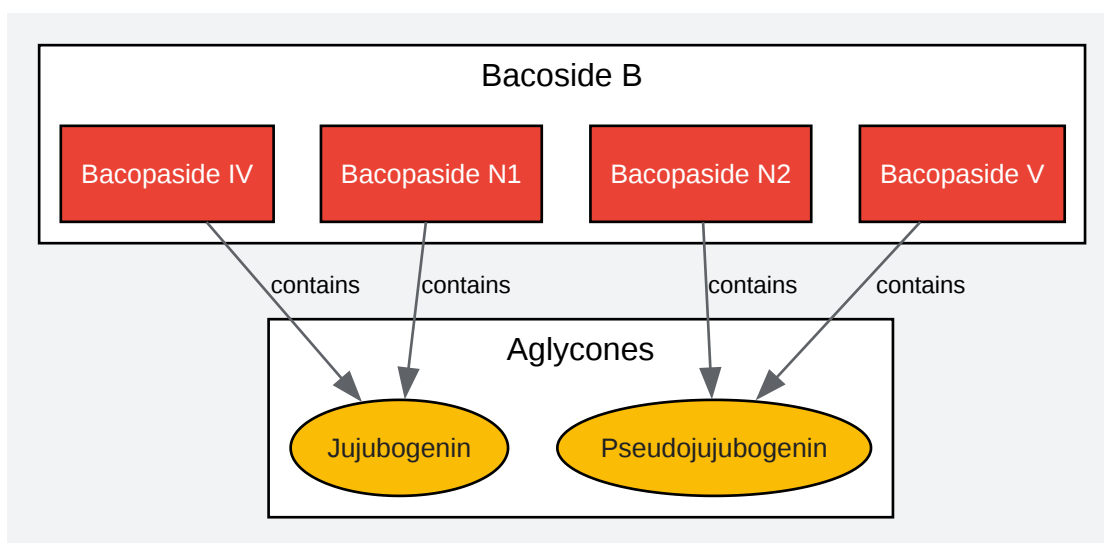 Bacoside B
Bacopaside IV
Bacopaside N1
Bacopaside N2
Bacopaside V
contains
contains
contains
contains
Aglycones
Jujubogenin
Pseudojujubogenin